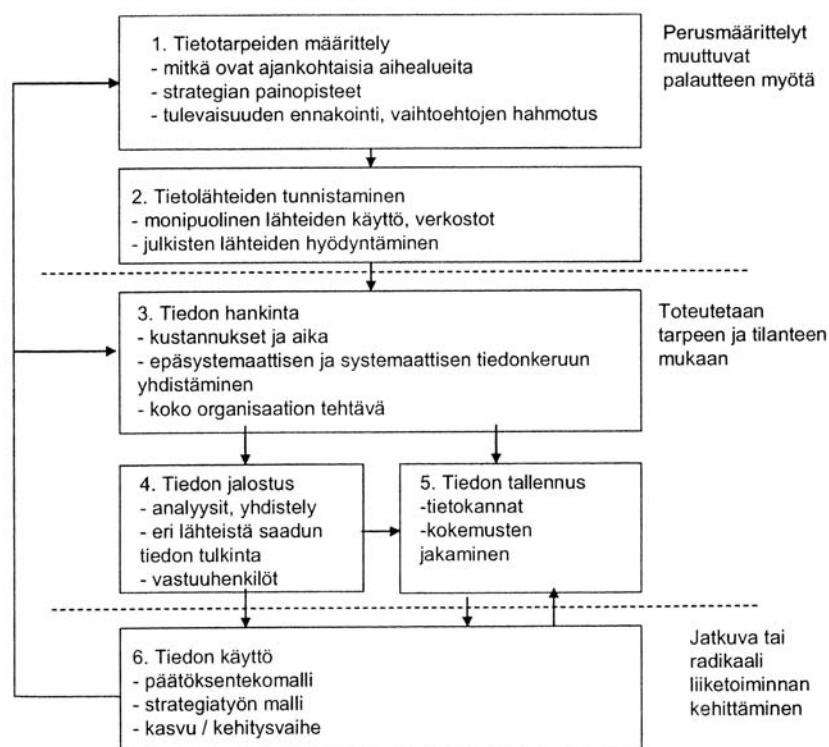 1. Tietotarpeiden määrittely
- mitkä ovat ajankohtaisia aihealueita
- strategian painopisteet
- tulevaisuuden ennakointi, vaihtoehtojen hahmotus
Perusmäärittelyt
muuttuvat
palautteen myötä
2. Tietolähteiden tunnistaminen
- monipuolinen lähteiden käyttö, verkostot
- julkisten lähteiden hyödyntäminen
3. Tiedon hankinta
- kustannukset ja aika
- epäsystemaattisen ja systemaattisen tiedonkeruun
yhdistäminen
- koko organisaation tehtävä
Toteutetaan
tarpeen ja tilanteen
mukaan
4. Tiedon jalostus
- analyysit, yhdistely
- eri lähteistä saadun
tiedon tulkinta
- vastuuhenkilöt
5. Tiedon tallennus
-tietokannat
-kokemusten
jakaminen
6. Tiedon käyttö
- päätöksentekomalli
- strategiatyön malli
- kasvu / kehitysvaihe
Jatkuva tai
radikaali
liiketoiminnan
kehittäminen